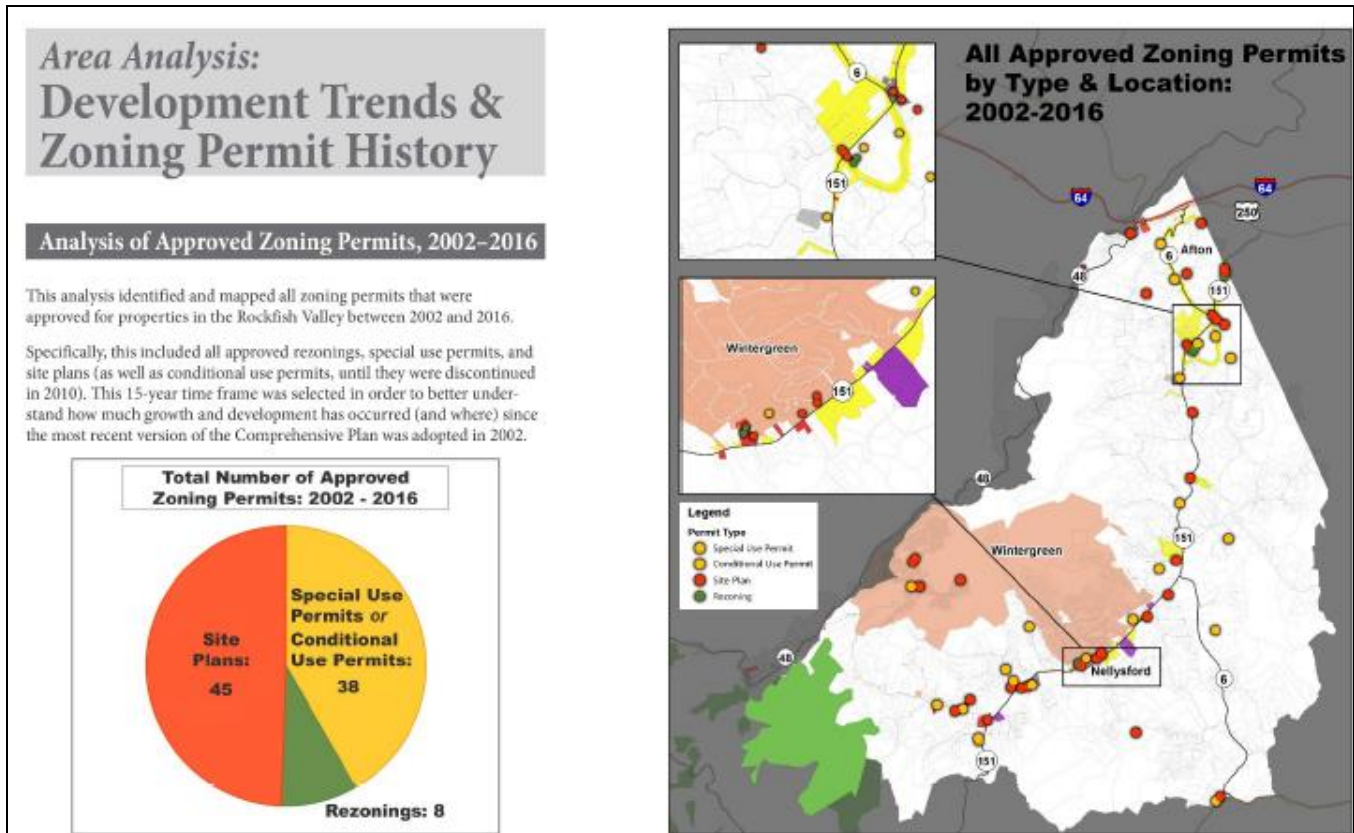 Area Analysis:
Development Trends &
Zoning Permit History
Analysis of Approved Zoning Permits, 2002–2016
This analysis identified and mapped all zoning permits that were
approved for properties in the Rockfish Valley between 2002 and 2016.
Specifically, this included all approved rezonings, special use permits, and
site plans (as well as conditional use permits, until they were discontinued
in 2010). This 15-year time frame was selected in order to better under-
stand how much growth and development has occurred (and where) since
the most recent version of the Comprehensive Plan was adopted in 2002.
Total Number of Approved
Zoning Permits: 2002 - 2016
Special Use
Permits or
Conditional
Use Permits:
38
Site
Plans:
45
Rezonings: 8
All Approved Zoning Permits
by Type & Location:
2002-2016
6
151
Wintergreen
151
Legend
Permit Type
Special Use Permit
Conditional Use Permit
Site Plan
Rezoning
64
64
250
Afton
6
48
151
48
151
Wintergreen
48
Nellysford
6
151